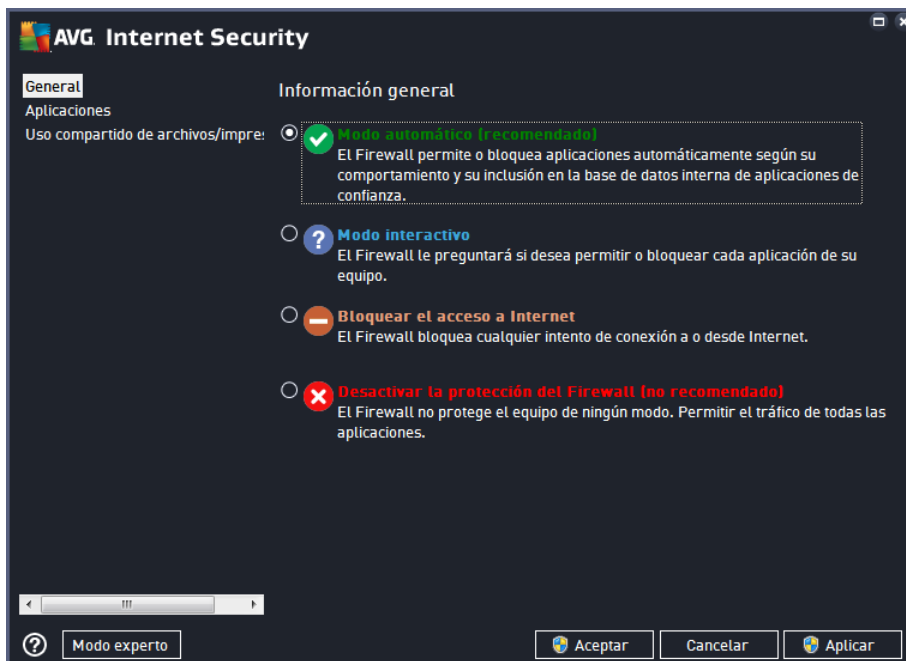 AVG Internet Security
General
Aplicaciones
Uso compartido de archivos/impre
Información general
Modo automático (recomendado)
El Firewall permite o bloquea aplicaciones automáticamente según su
comportamiento y su inclusión en la base de datos interna de aplicaciones de
confianza.
Modo interactivo
El Firewall le preguntará si desea permitir o bloquear cada aplicación de su
equipo.
Bloquear el acceso a Internet
El Firewall bloquea cualquier intento de conexión a o desde Internet.
Desactivar la protección del Firewall (no recomendado)
El Firewall no protege el equipo de ningún modo. Permitir el tráfico de todas las
aplicaciones.
Modo experto
Aceptar
Cancelar
Aplicar